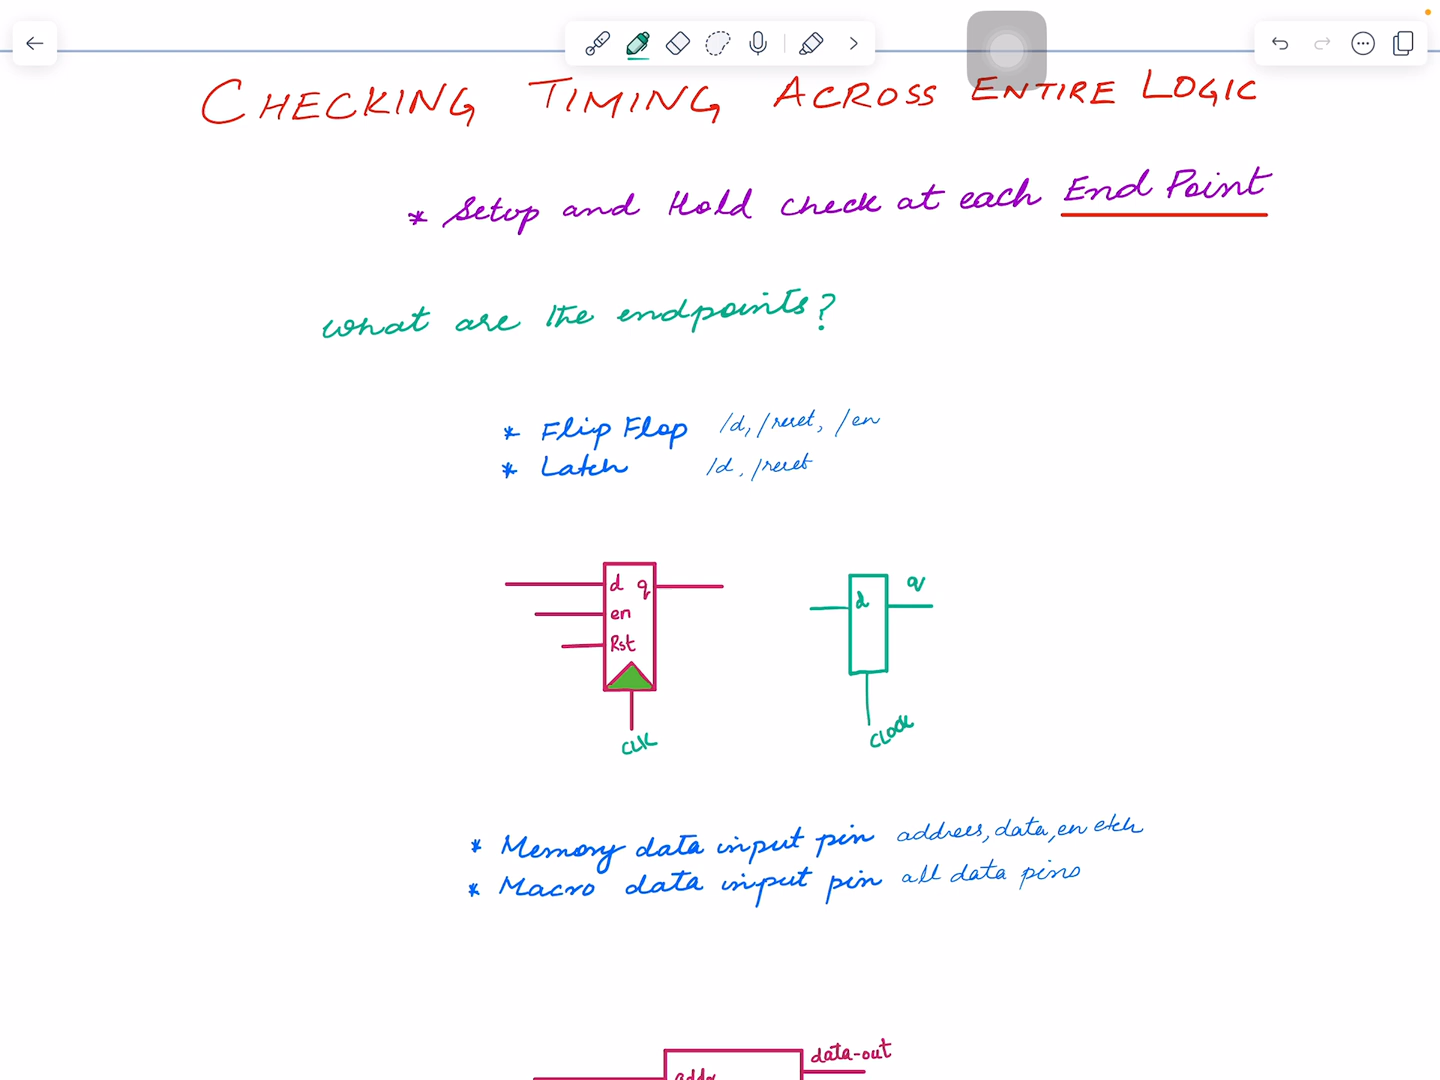 CHECKING TIMING ACROSS ENTIRE LOGIC
* Setup and Hold check at each End Point
What are the endpoints?
* Flip Flop /d, /reset, /en
* Latch /d, /reset
d q
en
Rst
CLK
d q
CLOCK
* Memory data input pin address, data, en etch
* Macro data input pin all data pins
data-out
addr